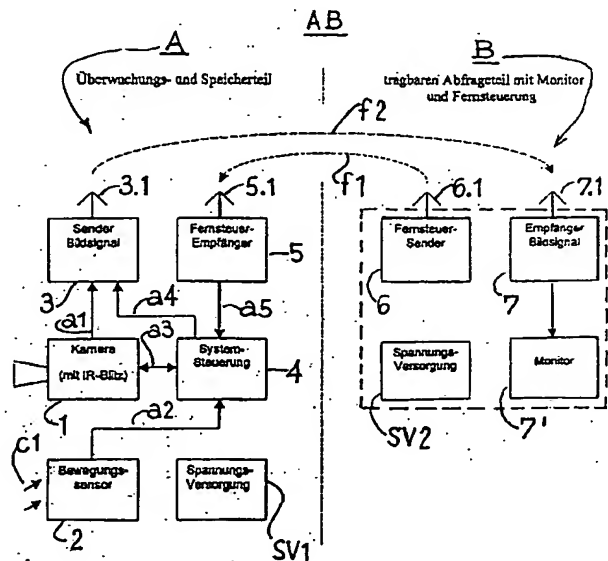 AB
A
B
Überwachungs- und Speicherteil
tragbaren Abfrageteil mit Monitor
und Fernsteuerung
f2
f1
3.1
5.1
6.1
7.1
Sender
Bildsignal
Fernsteuer-
Empfänger
Fernsteuer-
Sender
Empfänger
Bildsignal
3
5
6
7
a1
a4
a5
a3
Kamera
(mit IR-Blitz)
System-
Steuerung
4
Spannungs-
Versorgung
Monitor
1
a2
SV2
7'
c1
Bewegungs-
sensor
Spannungs-
Versorgung
2
SV1